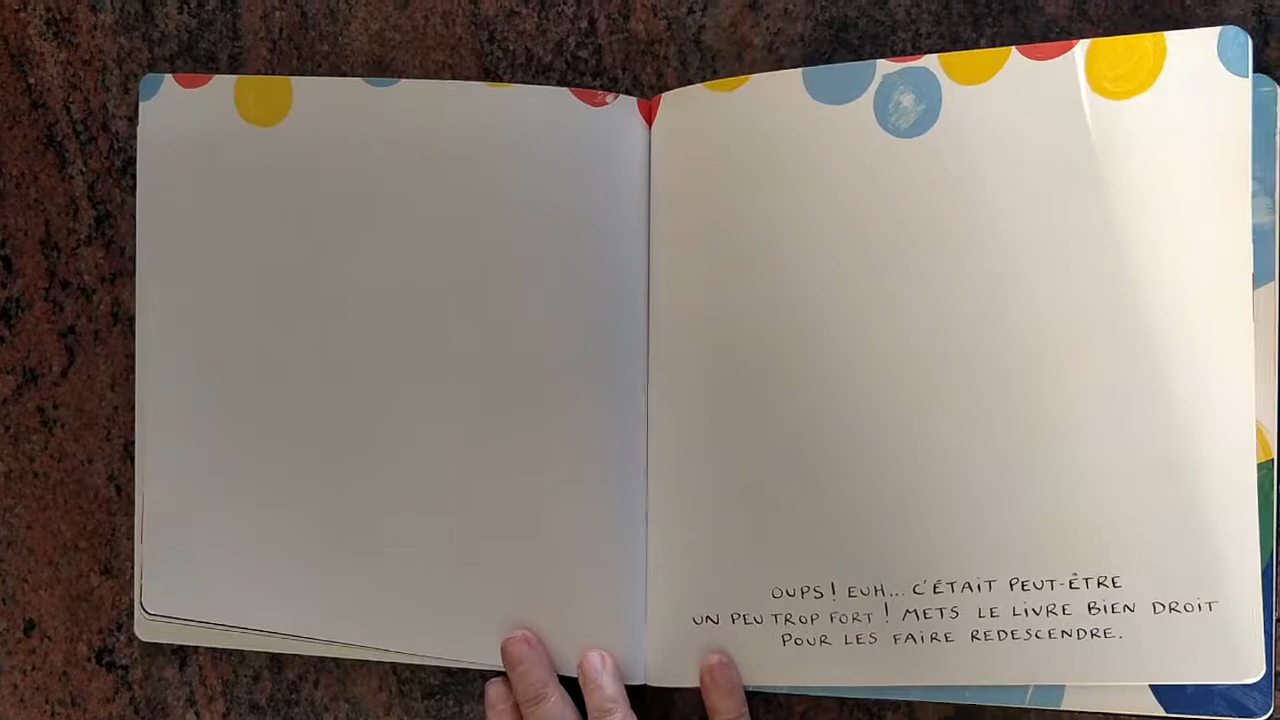 OUPS ! EUH... C'ÉTAIT PEUT-ÊTRE
UN PEU TROP FORT ! METS LE LIVRE BIEN DROIT
POUR LES FAIRE REDESCENDRE.